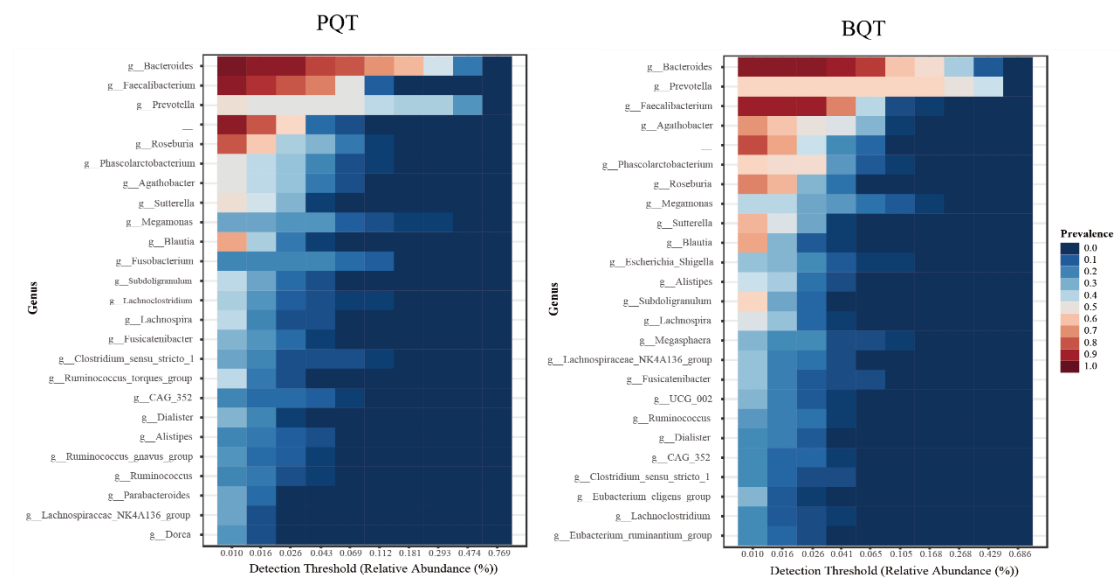 PQT
g__Bacteroides
g__Faecalibacterium
g__Prevotella
__
g__Roseburia
g__Phascolarctobacterium
g__Agathobacter
g__Sutterella
g__Megamonas
g__Blautia
g__Fusobacterium
g__Subdoligranulum
g__Lachnoclostridium
g__Lachnospira
g__Fusicatenibacter
g__Clostridium_sensu_stricto_1
g__Ruminococcus_torques_group
g__CAG_352
g__Dialister
g__Alistipes
g__Ruminococcus_gnavus_group
g__Ruminococcus
g__Parabacteroides
g__Lachnospiraceae_NK4A136_group
g__Dorea
Genus
0.010 0.016 0.026 0.043 0.069 0.112 0.181 0.293 0.474 0.769
Detection Threshold (Relative Abundance (%))
BQT
g__Bacteroides
g__Prevotella
g__Faecalibacterium
g__Agathobacter
__
g__Phascolarctobacterium
g__Roseburia
g__Megamonas
g__Sutterella
g__Blautia
g__Escherichia_Shigella
g__Alistipes
g__Subdoligranulum
g__Lachnospira
g__Megasphaera
g__Lachnospiraceae_NK4A136_group
g__Fusicatenibacter
g__UCG_002
g__Ruminococcus
g__Dialister
g__CAG_352
g__Clostridium_sensu_stricto_1
g__Eubacterium_eligens_group
g__Lachnoclostridium
g__Eubacterium_ruminantium_group
Genus
0.010 0.016 0.026 0.041 0.065 0.105 0.168 0.268 0.429 0.686
Detection Threshold (Relative Abundance (%))
Prevalence
0.0
0.1
0.2
0.3
0.4
0.5
0.6
0.7
0.8
0.9
1.0